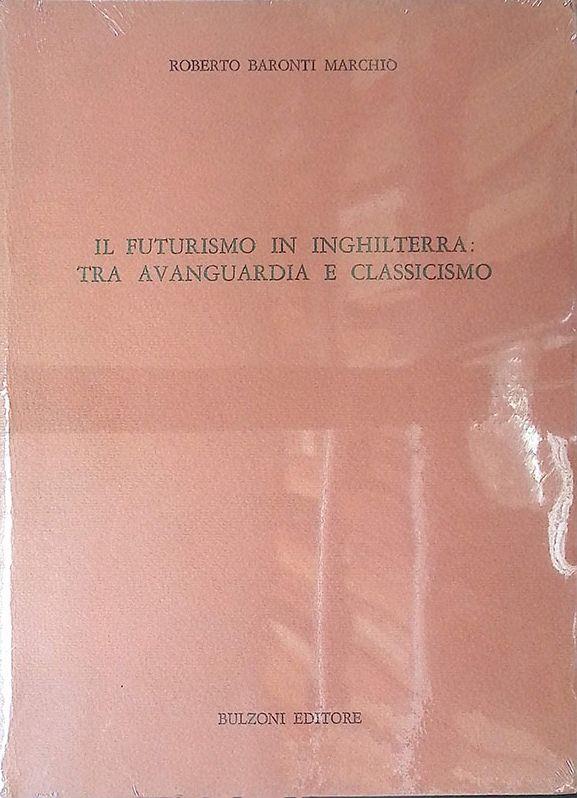 ROBERTO BARONTI MARCHIÒ
IL FUTURISMO IN INGHILTERRA:
TRA AVANGUARDIA E CLASSICISMO
BULZONI EDITORE